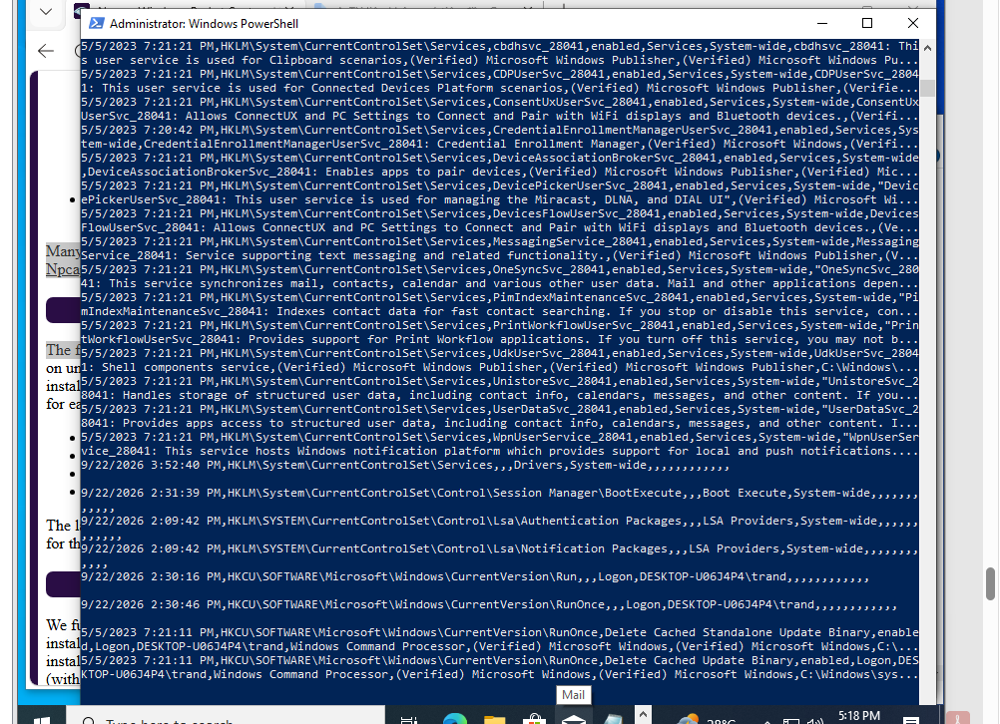 Administrator: Windows PowerShell
5/5/2023 7:21:21 PM,HKLM\System\CurrentControlSet\Services,cbdhsvc_28041,enabled,Services,System-wide,cbdhsvc_28041: Thi
s user service is used for Clipboard scenarios,(Verified) Microsoft Windows Publisher,(Verified) Microsoft Windows Pu...
5/5/2023 7:21:21 PM,HKLM\System\CurrentControlSet\Services,CDPUserSvc_28041,enabled,Services,System-wide,CDPUserSvc_2804
1: This user service is used for Connected Devices Platform scenarios,(Verified) Microsoft Windows Publisher,(Verifie...
5/5/2023 7:21:21 PM,HKLM\System\CurrentControlSet\Services,ConsentUxUserSvc_28041,enabled,Services,System-wide,ConsentUx
UserSvc_28041: Allows ConnectUX and PC Settings to Connect and Pair with WiFi displays and Bluetooth devices.,(Verifi...
5/5/2023 7:20:42 PM,HKLM\System\CurrentControlSet\Services,CredentialEnrollmentManagerUserSvc_28041,enabled,Services,Sys
tem-wide,CredentialEnrollmentManagerUserSvc_28041: Credential Enrollment Manager,(Verified) Microsoft Windows,(Verifi...
5/5/2023 7:21:21 PM,HKLM\System\CurrentControlSet\Services,DeviceAssociationBrokerSvc_28041,enabled,Services,System-wide
,DeviceAssociationBrokerSvc_28041: Enables apps to pair devices,(Verified) Microsoft Windows Publisher,(Verified) Mic...
5/5/2023 7:21:21 PM,HKLM\System\CurrentControlSet\Services,DevicePickerUserSvc_28041,enabled,Services,System-wide,"Devic
ePickerUserSvc_28041: This user service is used for managing the Miracast, DLNA, and DIAL UI",(Verified) Microsoft Wi...
5/5/2023 7:21:21 PM,HKLM\System\CurrentControlSet\Services,DevicesFlowUserSvc_28041,enabled,Services,System-wide,Devices
FlowUserSvc_28041: Allows ConnectUX and PC Settings to Connect and Pair with WiFi displays and Bluetooth devices.,(Ve...
5/5/2023 7:21:21 PM,HKLM\System\CurrentControlSet\Services,MessagingService_28041,enabled,Services,System-wide,Messaging
Service_28041: Service supporting text messaging and related functionality.,(Verified) Microsoft Windows Publisher,(V...
5/5/2023 7:21:21 PM,HKLM\System\CurrentControlSet\Services,OneSyncSvc_28041,enabled,Services,System-wide,"OneSyncSvc_280
41: This service synchronizes mail, contacts, calendar and various other user data. Mail and other applications depen...
5/5/2023 7:21:21 PM,HKLM\System\CurrentControlSet\Services,PimIndexMaintenanceSvc_28041,enabled,Services,System-wide,"Pi
mIndexMaintenanceSvc_28041: Indexes contact data for fast contact searching. If you stop or disable this service, con...
5/5/2023 7:21:21 PM,HKLM\System\CurrentControlSet\Services,PrintWorkflowUserSvc_28041,enabled,Services,System-wide,"Prin
tWorkflowUserSvc_28041: Provides support for Print Workflow applications. If you turn off this service, you may not b...
5/5/2023 7:21:21 PM,HKLM\System\CurrentControlSet\Services,UdkUserSvc_28041,enabled,Services,System-wide,UdkUserSvc_2804
1: Shell components service,(Verified) Microsoft Windows Publisher,(Verified) Microsoft Windows Publisher,C:\Windows\...
5/5/2023 7:21:21 PM,HKLM\System\CurrentControlSet\Services,UnistoreSvc_28041,enabled,Services,System-wide,"UnistoreSvc_2
8041: Handles storage of structured user data, including contact info, calendars, messages, and other content. If you...
5/5/2023 7:21:21 PM,HKLM\System\CurrentControlSet\Services,UserDataSvc_28041,enabled,Services,System-wide,"UserDataSvc_2
8041: Provides apps access to structured user data, including contact info, calendars, messages, and other content. I...
5/5/2023 7:21:21 PM,HKLM\System\CurrentControlSet\Services,WpnUserService_28041,enabled,Services,System-wide,"WpnUserSer
vice_28041: This service hosts Windows notification platform which provides support for local and push notifications....
9/22/2026 3:52:40 PM,HKLM\System\CurrentControlSet\Services,,,Drivers,System-wide,,,,,,,,,,,,
9/22/2026 2:31:39 PM,HKLM\System\CurrentControlSet\Control\Session Manager\BootExecute,,,Boot Execute,System-wide,,,,,,,
,,,,,
9/22/2026 2:09:42 PM,HKLM\SYSTEM\CurrentControlSet\Control\Lsa\Authentication Packages,,,LSA Providers,System-wide,,,,,,
,,,,,,
9/22/2026 2:09:42 PM,HKLM\SYSTEM\CurrentControlSet\Control\Lsa\Notification Packages,,,LSA Providers,System-wide,,,,,,,,
,,,,
9/22/2026 2:30:16 PM,HKCU\SOFTWARE\Microsoft\Windows\CurrentVersion\Run,,,Logon,DESKTOP-U06J4P4\trand,,,,,,,,,,,,
9/22/2026 2:30:46 PM,HKCU\SOFTWARE\Microsoft\Windows\CurrentVersion\RunOnce,,,Logon,DESKTOP-U06J4P4\trand,,,,,,,,,,,,
5/5/2023 7:21:11 PM,HKCU\SOFTWARE\Microsoft\Windows\CurrentVersion\RunOnce,Delete Cached Standalone Update Binary,enable
d,Logon,DESKTOP-U06J4P4\trand,Windows Command Processor,(Verified) Microsoft Windows,(Verified) Microsoft Windows,C:\...
5/5/2023 7:21:11 PM,HKCU\SOFTWARE\Microsoft\Windows\CurrentVersion\RunOnce,Delete Cached Update Binary,enabled,Logon,DES
KTOP-U06J4P4\trand,Windows Command Processor,(Verified) Microsoft Windows,(Verified) Microsoft Windows,C:\Windows\sys...
Many
Npca
The f
on un
instal
for ea
The l
for th
We fu
instal
instal
(with
Mail
5:18 PM